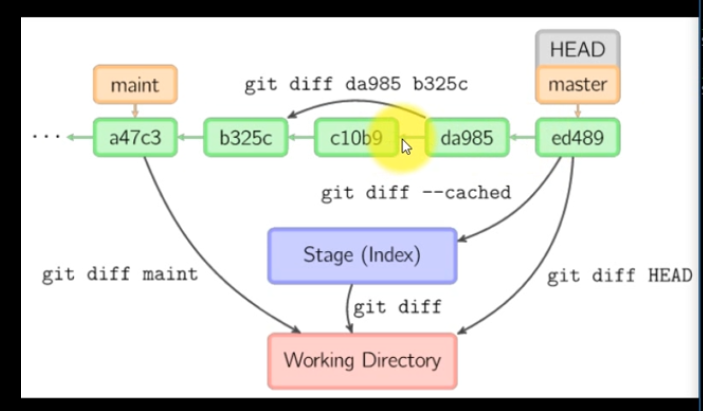 HEAD
maint
git diff da985 b325c
master
...
a47c3
b325c
c10b9
da985
ed489
git diff --cached
Stage (Index)
git diff maint
git diff HEAD
git diff
Working Directory